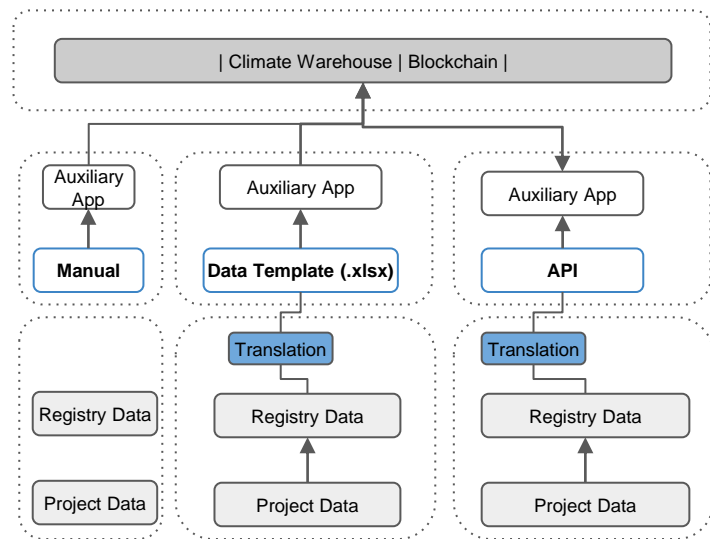 | Climate Warehouse | Blockchain |
Auxiliary
App
Auxiliary App
Auxiliary App
Manual
Data Template (.xlsx)
API
Translation
Translation
Registry Data
Registry Data
Registry Data
Project Data
Project Data
Project Data